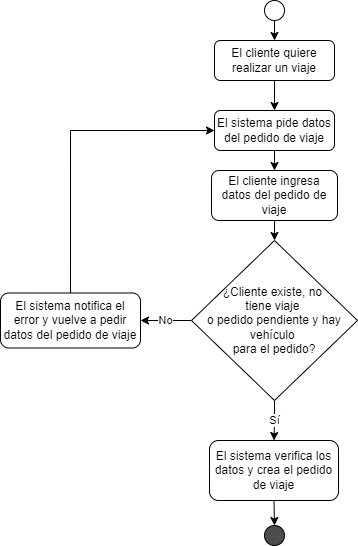 El cliente quiere
realizar un viaje
El sistema pide datos
del pedido de viaje
El cliente ingresa
datos del pedido de
viaje
¿Cliente existe, no
tiene viaje
o pedido pendiente y hay
vehículo
para el pedido?
No
El sistema notifica el
error y vuelve a pedir
datos del pedido de viaje
Sí
El sistema verifica los
datos y crea el pedido
de viaje